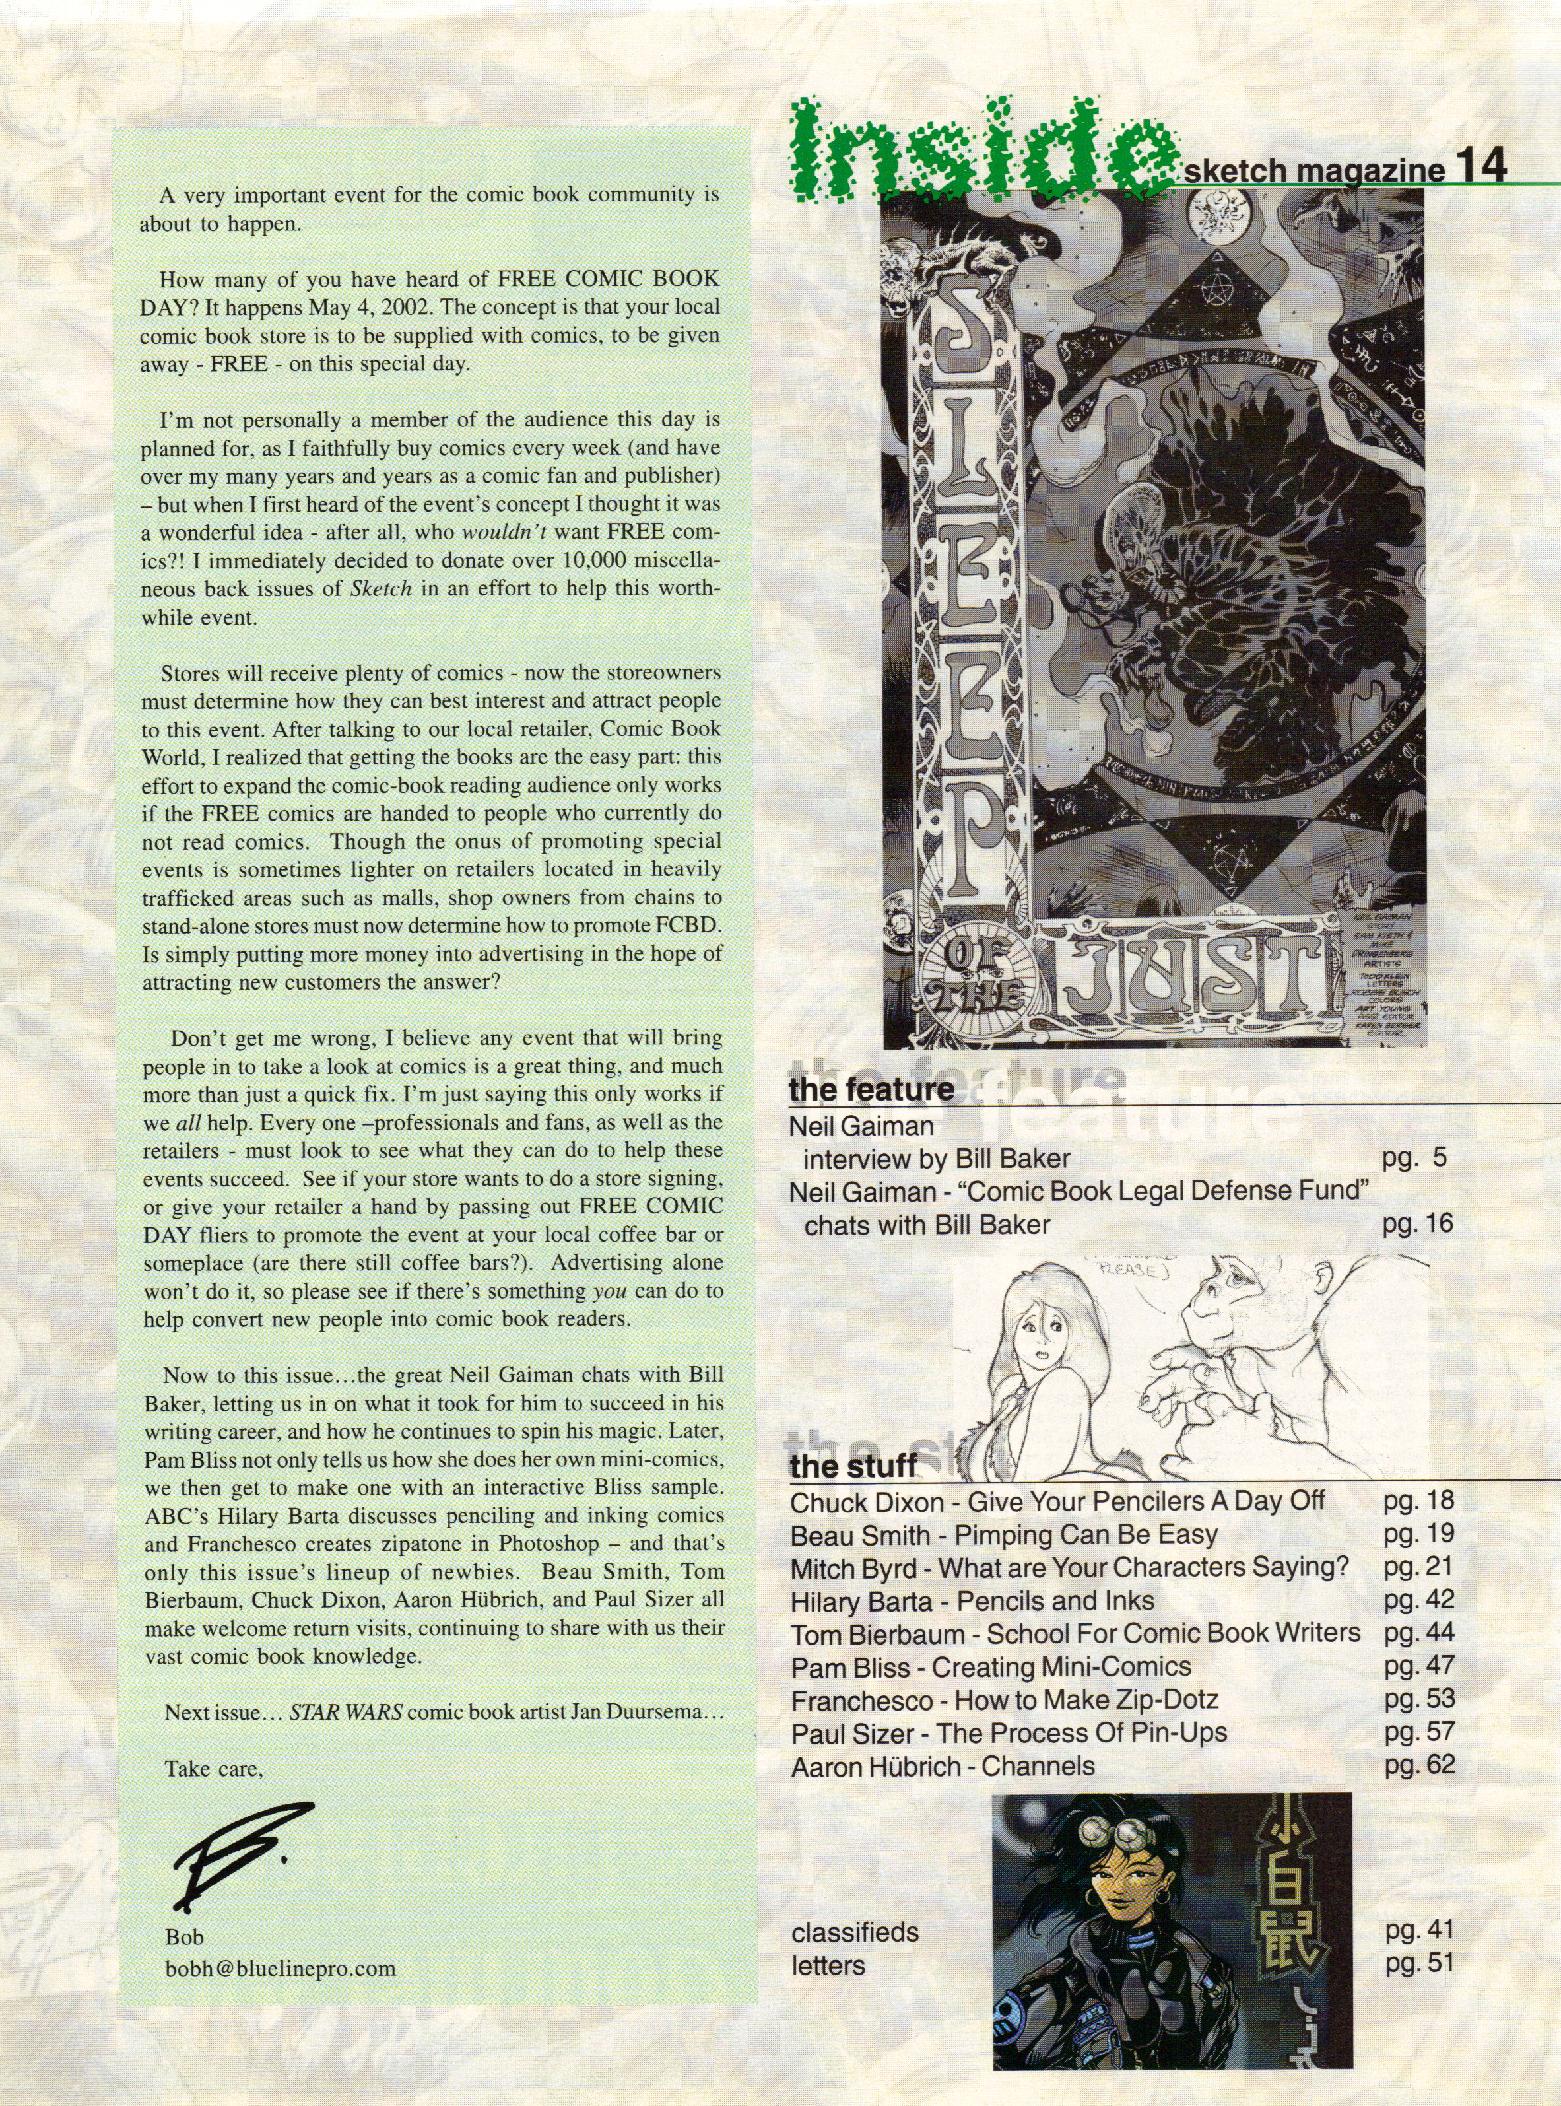 A very important event for the comic book community is
about to happen.
How many of you have heard of FREE COMIC BOOK
DAY? It happens May 4, 2002. The concept is that your local
comic book store is to be supplied with comics, to be given
away - FREE - on this special day.
I'm not personally a member of the audience this day is
planned for, as I faithfully buy comics every week (and have
over my many years and years as a comic fan and publisher)
– but when I first heard of the event's concept I thought it was
a wonderful idea - after all, who wouldn't want FREE com-
ics?! I immediately decided to donate over 10,000 miscella-
neous back issues of Sketch in an effort to help this worth-
while event.
Stores will receive plenty of comics - now the storeowners
must determine how they can best interest and attract people
to this event. After talking to our local retailer, Comic Book
World, I realized that getting the books are the easy part: this
effort to expand the comic-book reading audience only works
if the FREE comics are handed to people who currently do
not read comics. Though the onus of promoting special
events is sometimes lighter on retailers located in heavily
trafficked areas such as malls, shop owners from chains to
stand-alone stores must now determine how to promote FCBD.
Is simply putting more money into advertising in the hope of
attracting new customers the answer?
Don't get me wrong, I believe any event that will bring
people in to take a look at comics is a great thing, and much
more than just a quick fix. I'm just saying this only works if
we all help. Every one –professionals and fans, as well as the
retailers - must look to see what they can do to help these
events succeed. See if your store wants to do a store signing,
or give your retailer a hand by passing out FREE COMIC
DAY fliers to promote the event at your local coffee bar or
someplace (are there still coffee bars?). Advertising alone
won't do it, so please see if there's something you can do to
help convert new people into comic book readers.
Now to this issue...the great Neil Gaiman chats with Bill
Baker, letting us in on what it took for him to succeed in his
writing career, and how he continues to spin his magic. Later,
Pam Bliss not only tells us how she does her own mini-comics,
we then get to make one with an interactive Bliss sample.
ABC's Hilary Barta discusses penciling and inking comics
and Franchesco creates zipatone in Photoshop – and that's
only this issue's lineup of newbies. Beau Smith, Tom
Bierbaum, Chuck Dixon, Aaron Hübrich, and Paul Sizer all
make welcome return visits, continuing to share with us their
vast comic book knowledge.
Next issue... STAR WARS comic book artist Jan Duursema...
Take care,
B.
Bob
bobh@bluelinepro.com
Inside sketch magazine 14
SLEEP
OF THE JUST
NEIL GAIMAN
STORY
SAM KIETH &
MIKE
DRINGENBERG
ARTISTS
TODD KLEIN
LETTERS
ROBBIE BUSCH
COLORS
ART YOUNG
KAREN BERGER
the feature
the feature
Neil Gaiman
interview by Bill Baker pg. 5
Neil Gaiman - “Comic Book Legal Defense Fund”
chats with Bill Baker pg. 16
PLEASE)
the stuff
Chuck Dixon - Give Your Pencilers A Day Off pg. 18
Beau Smith - Pimping Can Be Easy pg. 19
Mitch Byrd - What are Your Characters Saying? pg. 21
Hilary Barta - Pencils and Inks pg. 42
Tom Bierbaum - School For Comic Book Writers pg. 44
Pam Bliss - Creating Mini-Comics pg. 47
Franchesco - How to Make Zip-Dotz pg. 53
Paul Sizer - The Process Of Pin-Ups pg. 57
Aaron Hübrich - Channels pg. 62
小白鼠
classifieds pg. 41
letters pg. 51